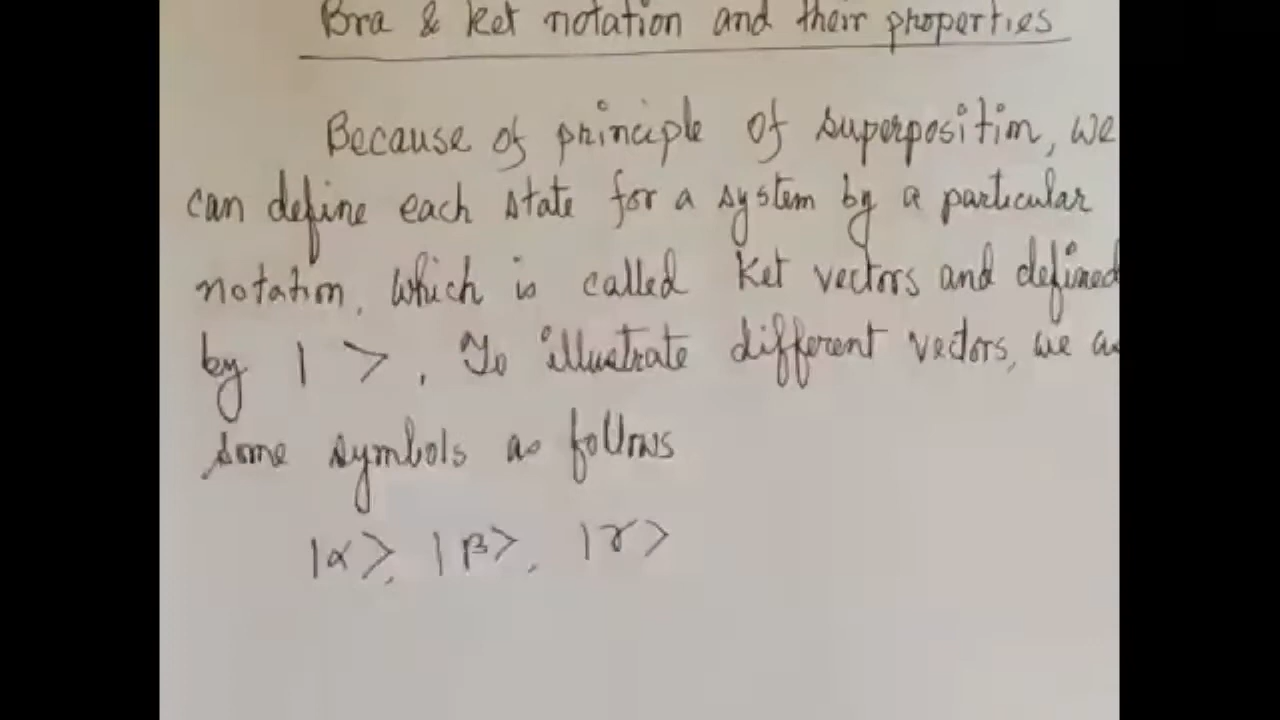 Bra & Ket notation and their properties
Because of principle of superposition, we
can define each state for a system by a particular
notation, which is called Ket vectors and defined
by | >. To illustrate different vectors, we
some symbols as follows
|α>, |β>, |γ>